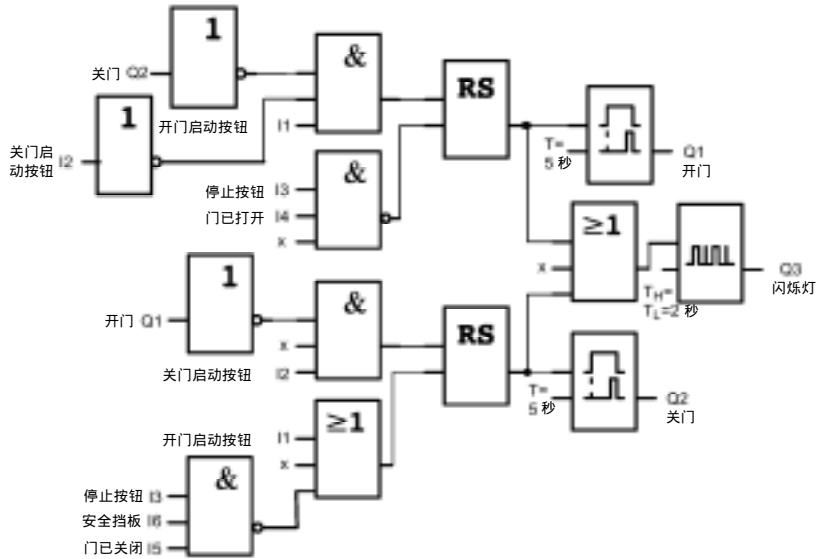 1
关门 Q2
&
RS
1
开门启动按钮
I1
关门启
动按钮 I2
T=
5 秒
Q1
开门
&
停止按钮 I3
门已打开 I4
x
≥1
x
Q3
闪烁灯
TH=
TL=2 秒
1
开门 Q1
&
x
I2
关门启动按钮
RS
T=
5 秒
Q2
关门
开门启动按钮 I1
≥1
x
&
停止按钮 I3
安全挡板 I6
门已关闭 I5